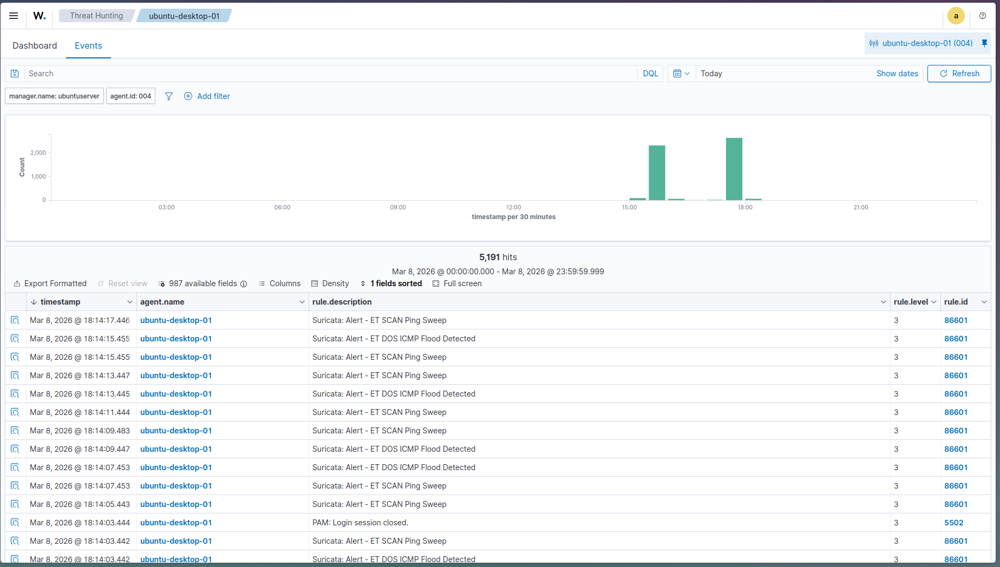 W. Threat Hunting ubuntu-desktop-01 a
Dashboard Events ubuntu-desktop-01 (004)
Search DQL Today Show dates Refresh
manager.name: ubuntuserver agent.id: 004 Add filter
Count
2,000
1,000
0
03:00 06:00 09:00 12:00 15:00 18:00 21:00
timestamp per 30 minutes
5,191 hits
Mar 8, 2026 @ 00:00:00.000 - Mar 8, 2026 @ 23:59:59.999
Export Formatted Reset view 987 available fields Columns Density 1 fields sorted Full screen
timestamp agent.name rule.description rule.level rule.id
Mar 8, 2026 @ 18:14:17.446 ubuntu-desktop-01 Suricata: Alert - ET SCAN Ping Sweep 3 86601
Mar 8, 2026 @ 18:14:15.455 ubuntu-desktop-01 Suricata: Alert - ET DOS ICMP Flood Detected 3 86601
Mar 8, 2026 @ 18:14:15.455 ubuntu-desktop-01 Suricata: Alert - ET SCAN Ping Sweep 3 86601
Mar 8, 2026 @ 18:14:13.447 ubuntu-desktop-01 Suricata: Alert - ET SCAN Ping Sweep 3 86601
Mar 8, 2026 @ 18:14:13.445 ubuntu-desktop-01 Suricata: Alert - ET DOS ICMP Flood Detected 3 86601
Mar 8, 2026 @ 18:14:11.444 ubuntu-desktop-01 Suricata: Alert - ET SCAN Ping Sweep 3 86601
Mar 8, 2026 @ 18:14:09.483 ubuntu-desktop-01 Suricata: Alert - ET SCAN Ping Sweep 3 86601
Mar 8, 2026 @ 18:14:09.447 ubuntu-desktop-01 Suricata: Alert - ET DOS ICMP Flood Detected 3 86601
Mar 8, 2026 @ 18:14:07.453 ubuntu-desktop-01 Suricata: Alert - ET DOS ICMP Flood Detected 3 86601
Mar 8, 2026 @ 18:14:07.453 ubuntu-desktop-01 Suricata: Alert - ET SCAN Ping Sweep 3 86601
Mar 8, 2026 @ 18:14:05.443 ubuntu-desktop-01 Suricata: Alert - ET SCAN Ping Sweep 3 86601
Mar 8, 2026 @ 18:14:03.444 ubuntu-desktop-01 PAM: Login session closed. 3 5502
Mar 8, 2026 @ 18:14:03.442 ubuntu-desktop-01 Suricata: Alert - ET SCAN Ping Sweep 3 86601
Mar 8, 2026 @ 18:14:03.442 ubuntu-desktop-01 Suricata: Alert - ET DOS ICMP Flood Detected 3 86601